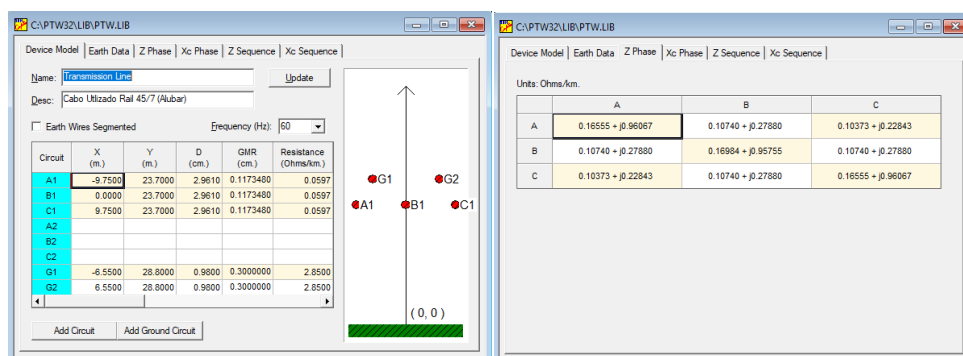 C:\PTW32\LIB\PTW.LIB
Device Model Earth Data Z Phase Xc Phase Z Sequence Xc Sequence
Name: Transmission Line Update
Desc: Cabo Utlizado Rail 45/7 (Alubar)
Earth Wires Segmented Frequency (Hz): 60
Circuit X (m.) Y (m.) D (cm.) GMR (cm.) Resistance (Ohms/km.)
A1 -9.7500 23.7000 2.9610 0.1173480 0.0597
B1 0.0000 23.7000 2.9610 0.1173480 0.0597
C1 9.7500 23.7000 2.9610 0.1173480 0.0597
A2
B2
C2
G1 -6.5500 28.8000 0.9800 0.3000000 2.8500
G2 6.5500 28.8000 0.9800 0.3000000 2.8500
Add Circuit Add Ground Circuit
G1 G2
A1 B1 C1
(0, 0)
C:\PTW32\LIB\PTW.LIB
Device Model Earth Data Z Phase Xc Phase Z Sequence Xc Sequence
Units: Ohms/km.
A B C
A 0.16555 + j0.96067 0.10740 + j0.27880 0.10373 + j0.22843
B 0.10740 + j0.27880 0.16984 + j0.95755 0.10740 + j0.27880
C 0.10373 + j0.22843 0.10740 + j0.27880 0.16555 + j0.96067